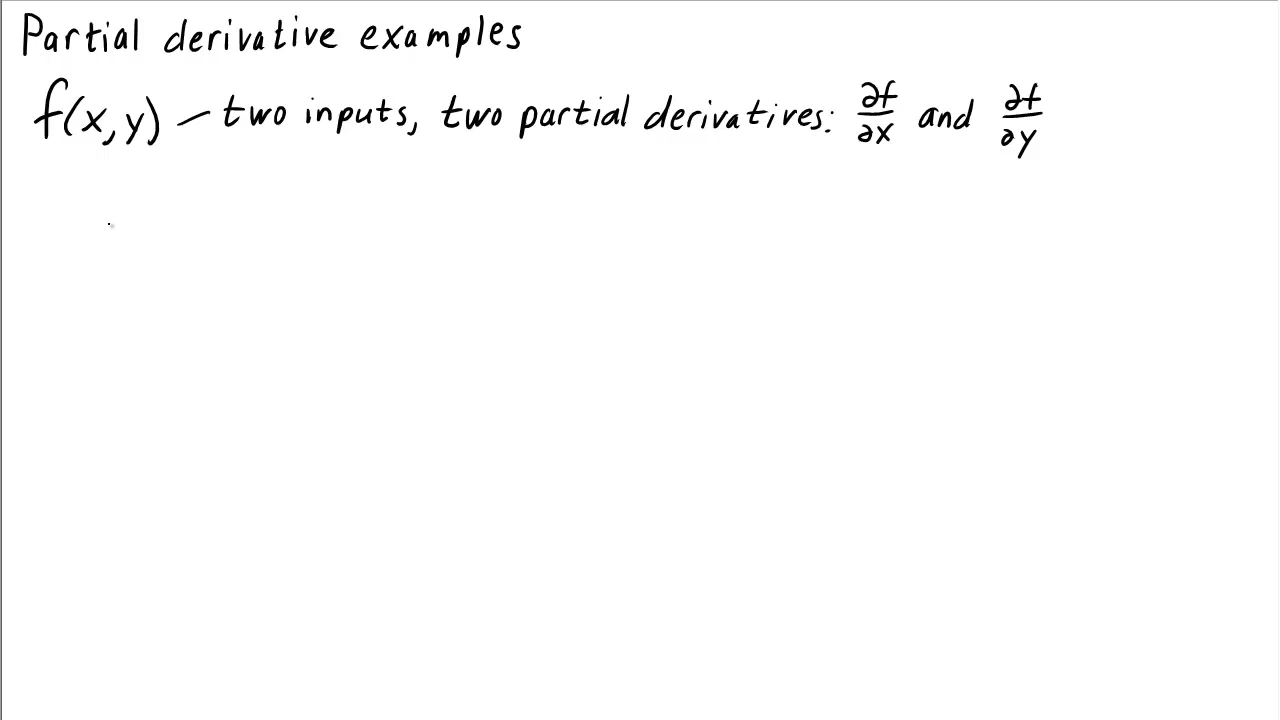 Partial derivative examples
f(x,y) — two inputs, two partial derivatives: ∂f/∂x and ∂f/∂y